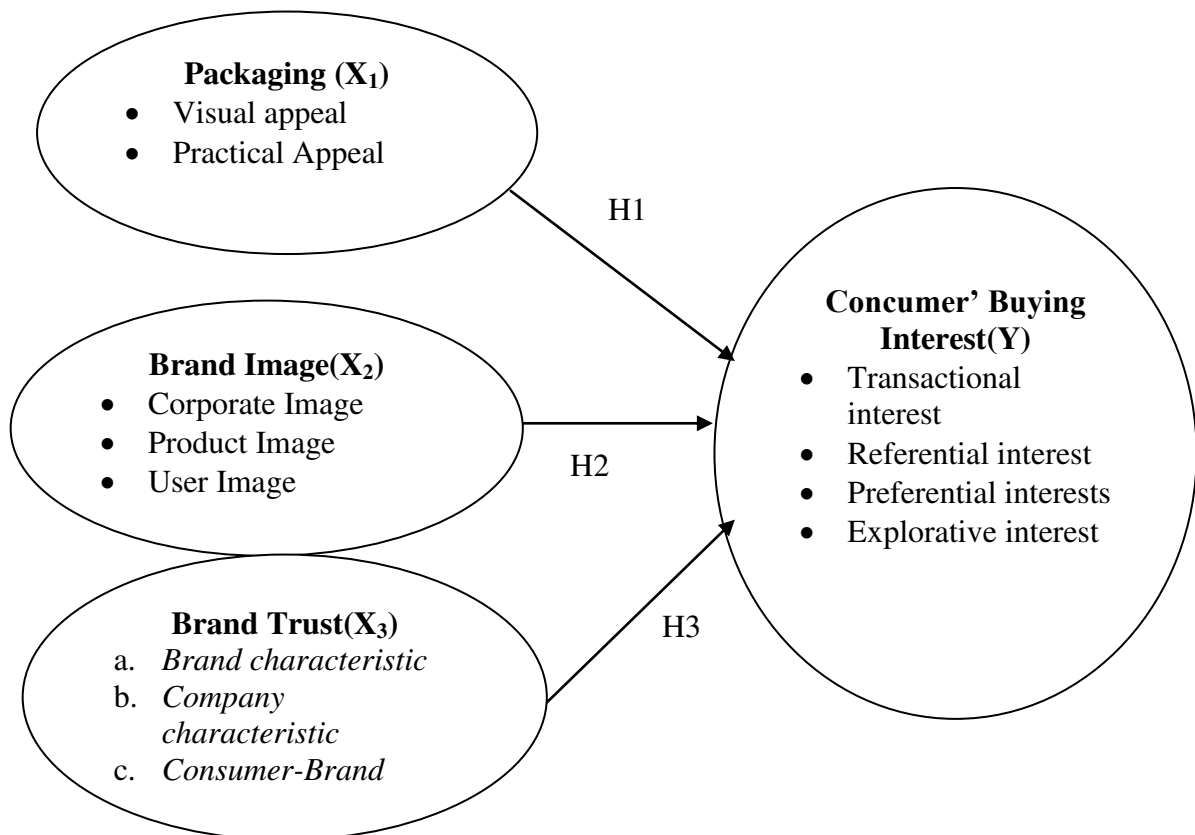 Packaging (X₁)
• Visual appeal
• Practical Appeal
H1
Brand Image(X₂)
• Corporate Image
• Product Image
• User Image
H2
Brand Trust(X₃)
a. Brand characteristic
b. Company
characteristic
c. Consumer-Brand
H3
Concumer’ Buying
Interest(Y)
• Transactional
interest
• Referential interest
• Preferential interests
• Explorative interest